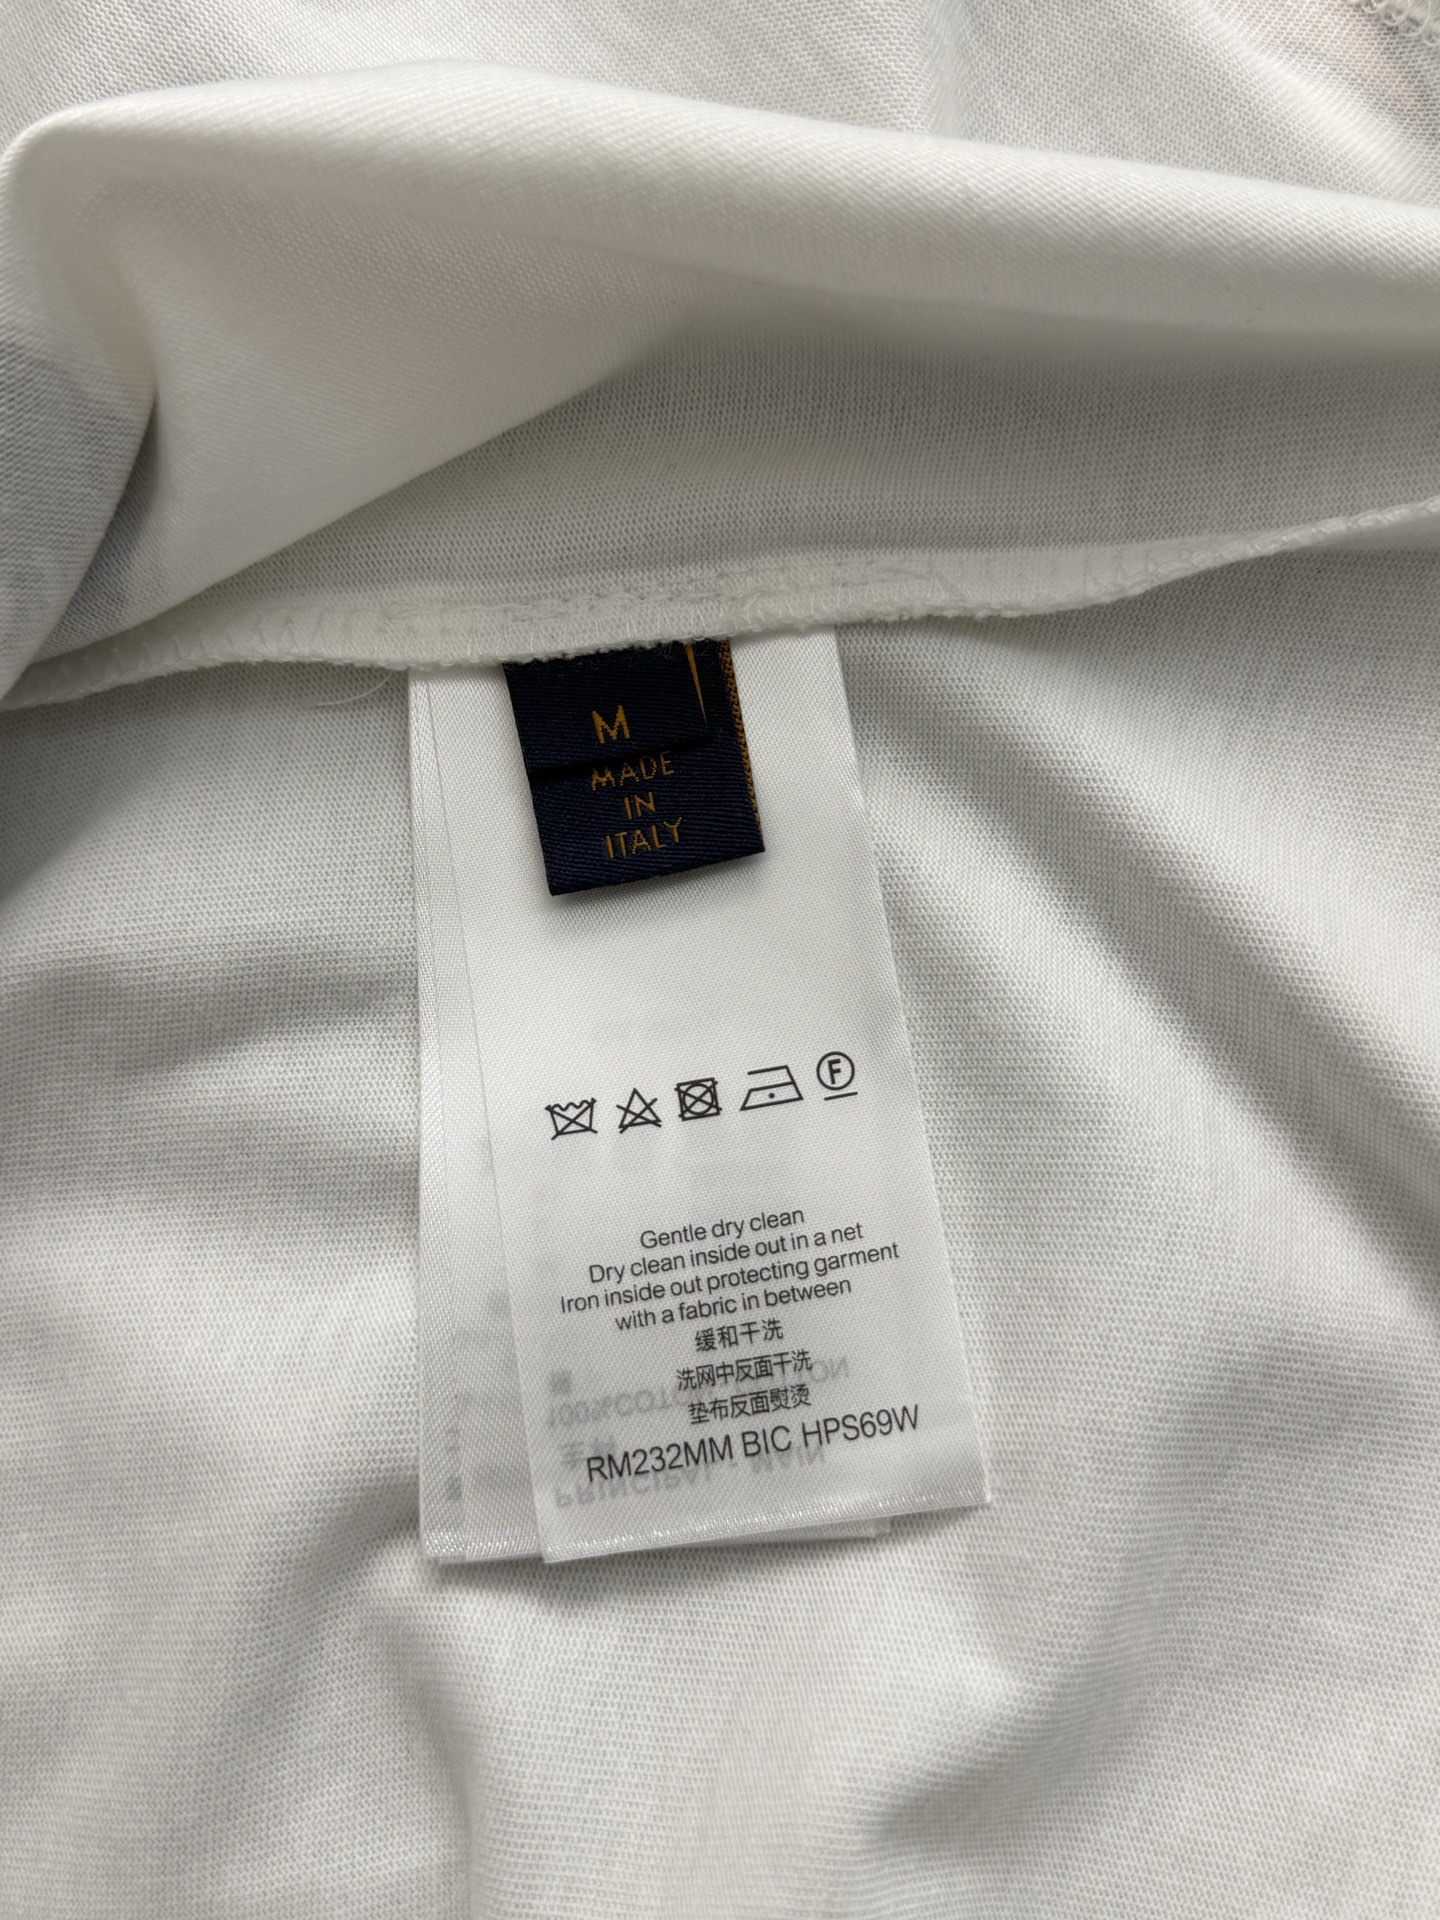 M
MADE
IN
ITALY
F
Gentle dry clean
Dry clean inside out in a net
Iron inside out protecting garment
with a fabric in between
缓和干洗
洗网中反面干洗
垫布反面熨烫
RM232MM BIC HPS69W